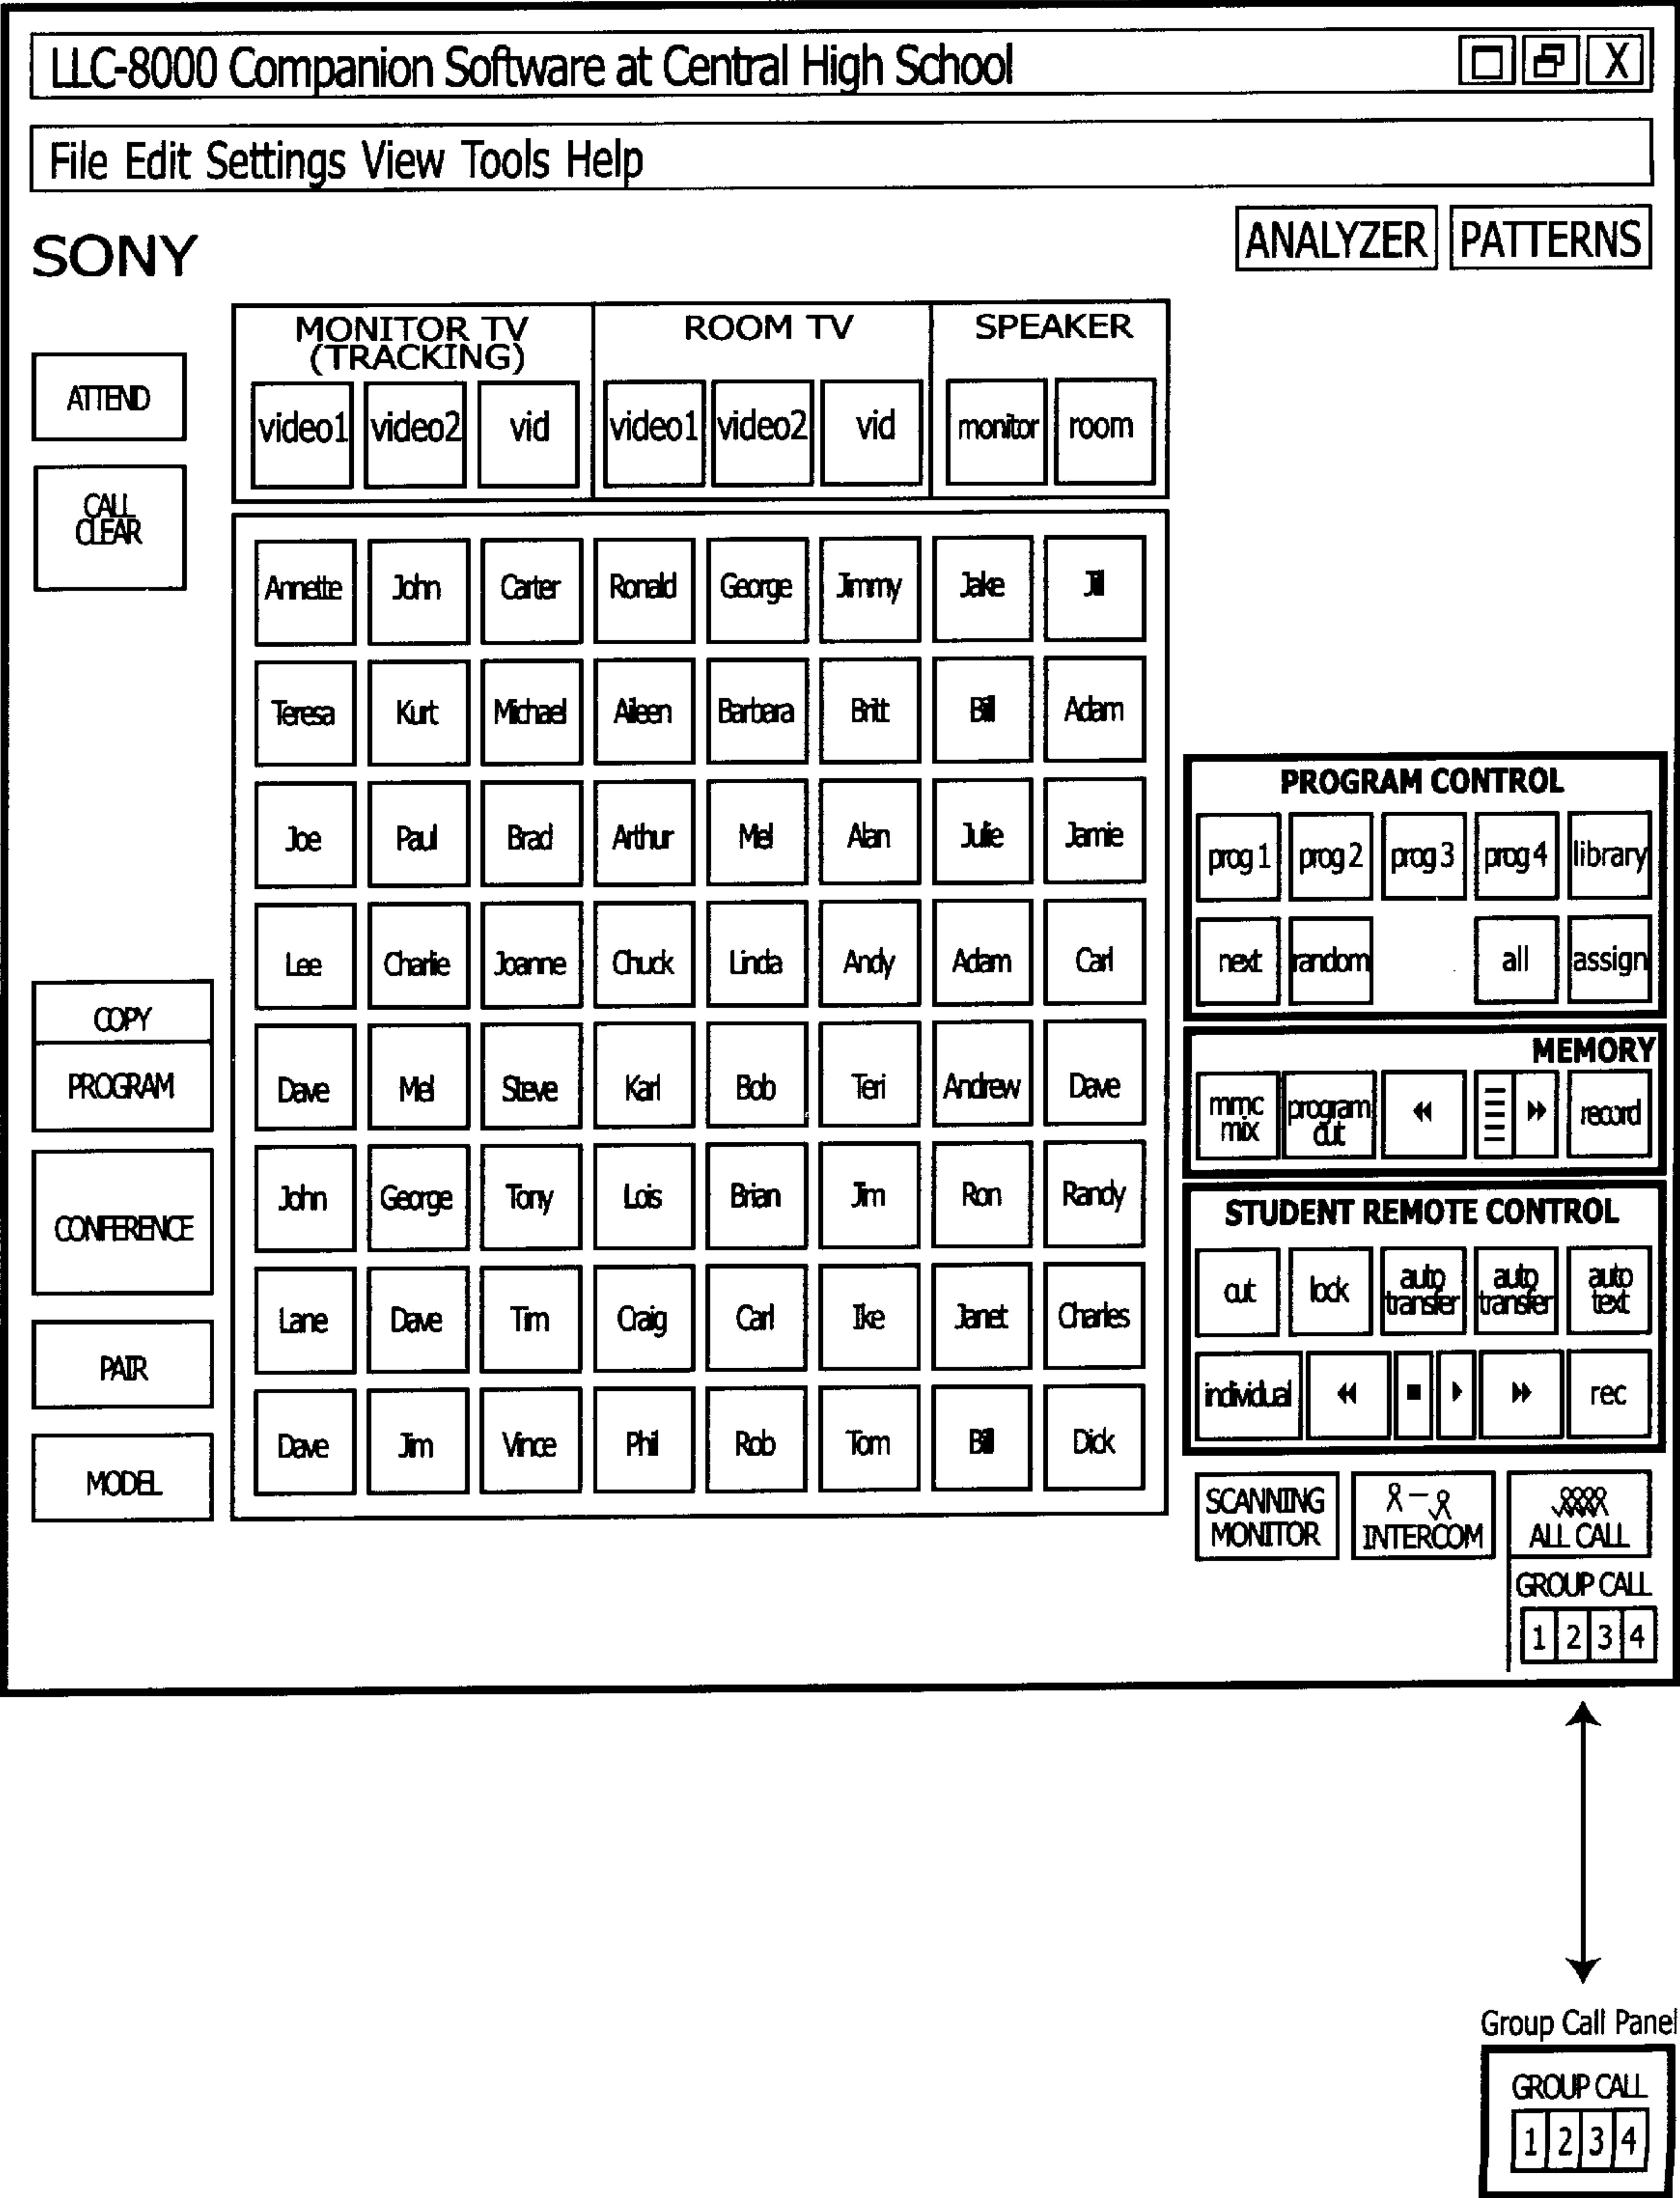 LLC-8000 Companion Software at Central High School
X
File Edit Settings View Tools Help
SONY
ANALYZER PATTERNS
MONITOR TV
(TRACKING)
ROOM TV
SPEAKER
video1 video2 vid video1 video2 vid monitor room
ATTEND
CALL
CLEAR
Annette John Carter Ronald George Jimmy Jake Jill
Teresa Kurt Michael Aileen Barbara Britt Bill Adam
Joe Paul Brad Arthur Mel Alan Julie Jamie
Lee Charlie Joanne Chuck Linda Andy Adam Carl
Dave Mel Steve Karl Bob Teri Andrew Dave
John George Tony Lois Brian Jim Ron Randy
Lane Dave Tim Craig Carl Ike Janet Charles
Dave Jim Vince Phil Rob Tom Bill Dick
COPY
PROGRAM
CONFERENCE
PAIR
MODEL
PROGRAM CONTROL
prog 1 prog 2 prog 3 prog 4 library
next random all assign
MEMORY
mmc
mix
program
cut
record
STUDENT REMOTE CONTROL
cut lock auto
transfer
auto
transfer
auto
text
individual rec
SCANNING
MONITOR
INTERCOM
ALL CALL
GROUP CALL
1 2 3 4
Group Call Panel
GROUP CALL
1 2 3 4